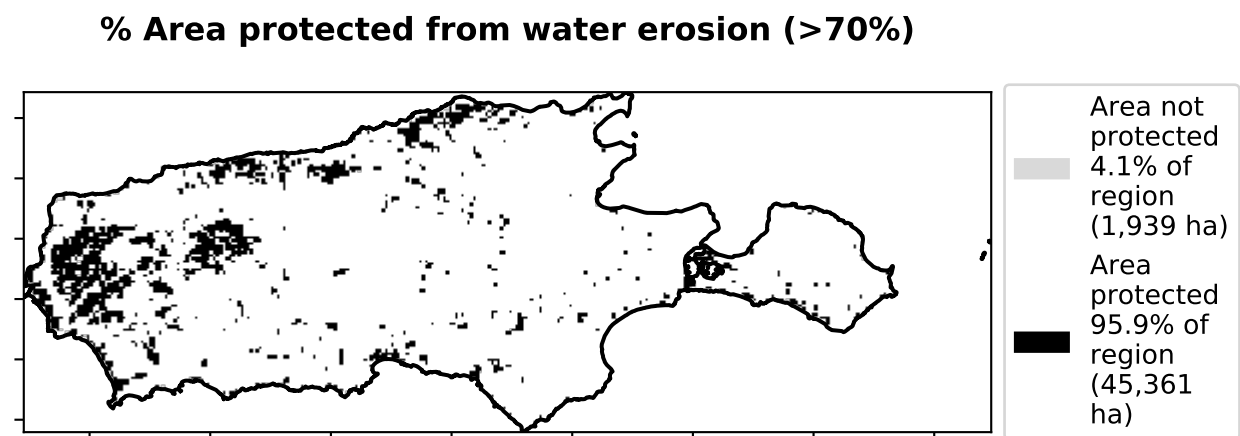 % Area protected from water erosion (>70%)
Area not
protected
4.1% of
region
(1,939 ha)
Area
protected
95.9% of
region
(45,361
ha)